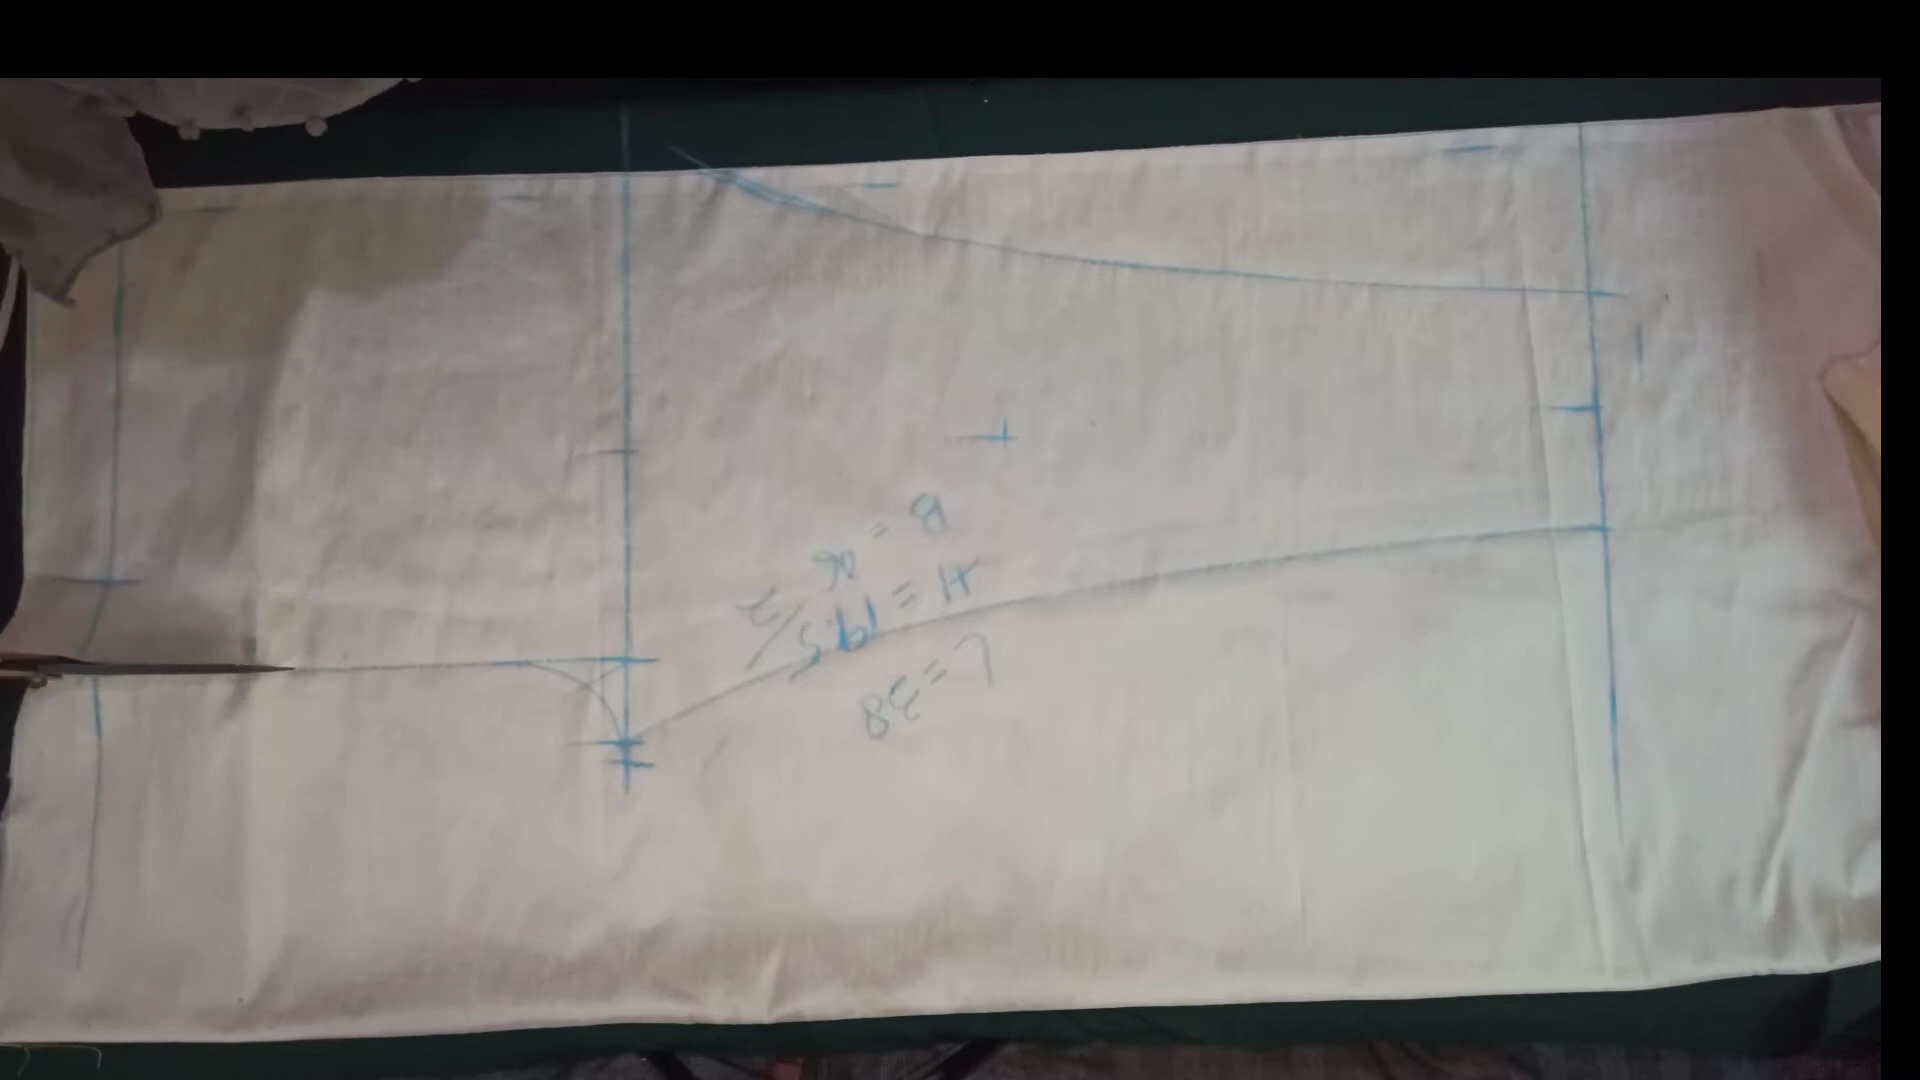 L = 38
H = 19.5
B =